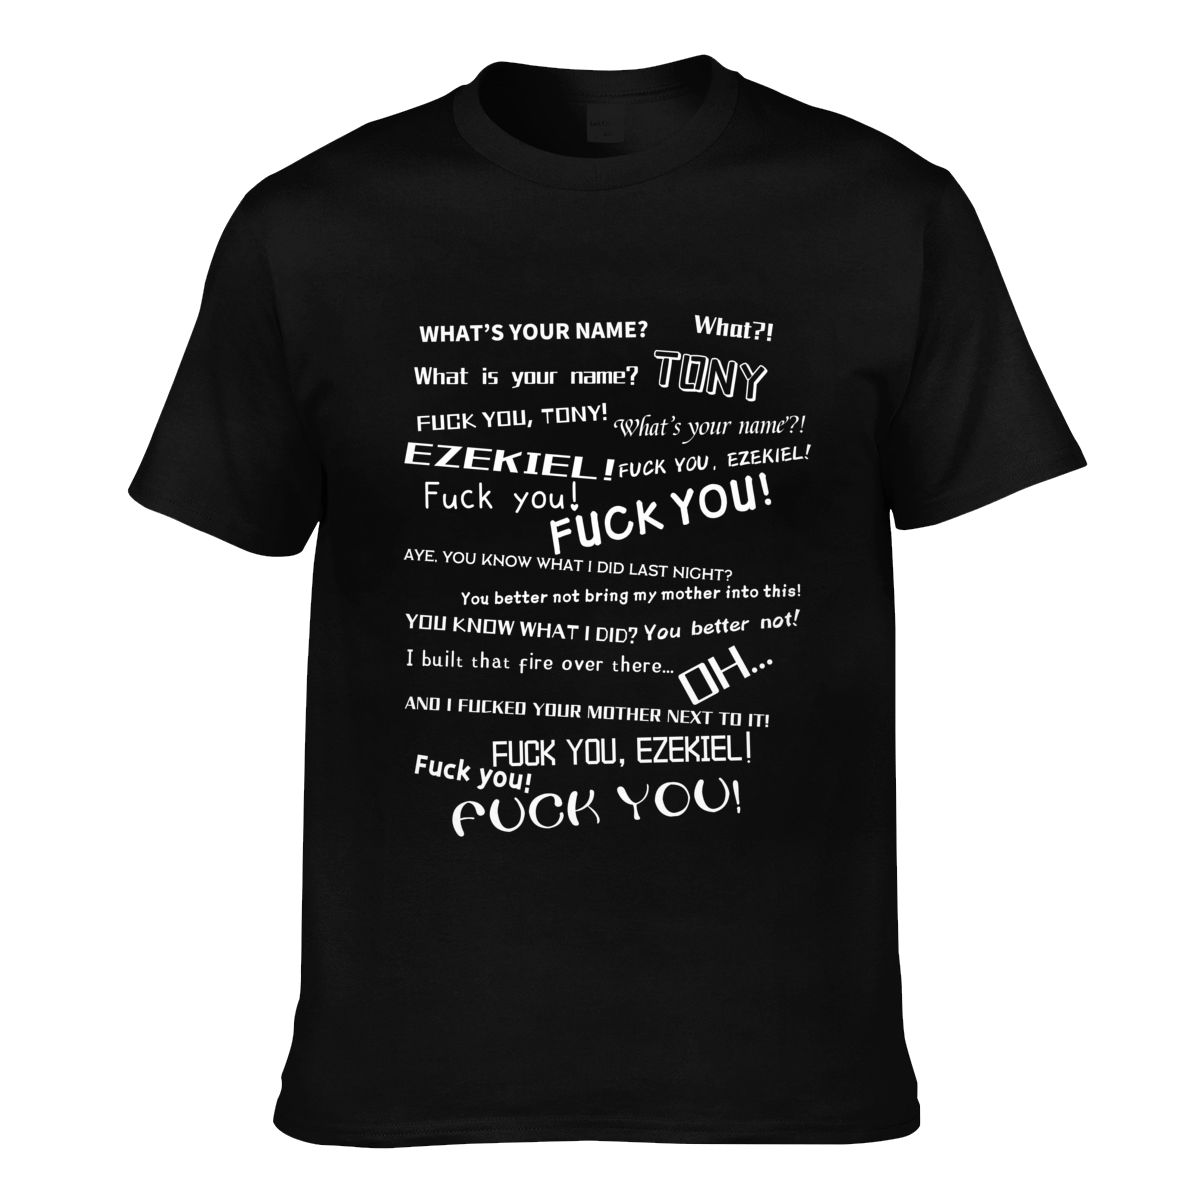 WHAT'S YOUR NAME? What?!
What is your name? TONY
FUCK YOU, TONY! What's your name?!
EZEKIEL! FUCK YOU, EZEKIEL!
Fuck you!
FUCK YOU!
AYE, YOU KNOW WHAT I DID LAST NIGHT?
You better not bring my mother into this!
YOU KNOW WHAT I DID? You better not!
I built that fire over there... OH...
AND I FUCKED YOUR MOTHER NEXT TO IT!
FUCK YOU, EZEKIEL!
Fuck you!
FUCK YOU!